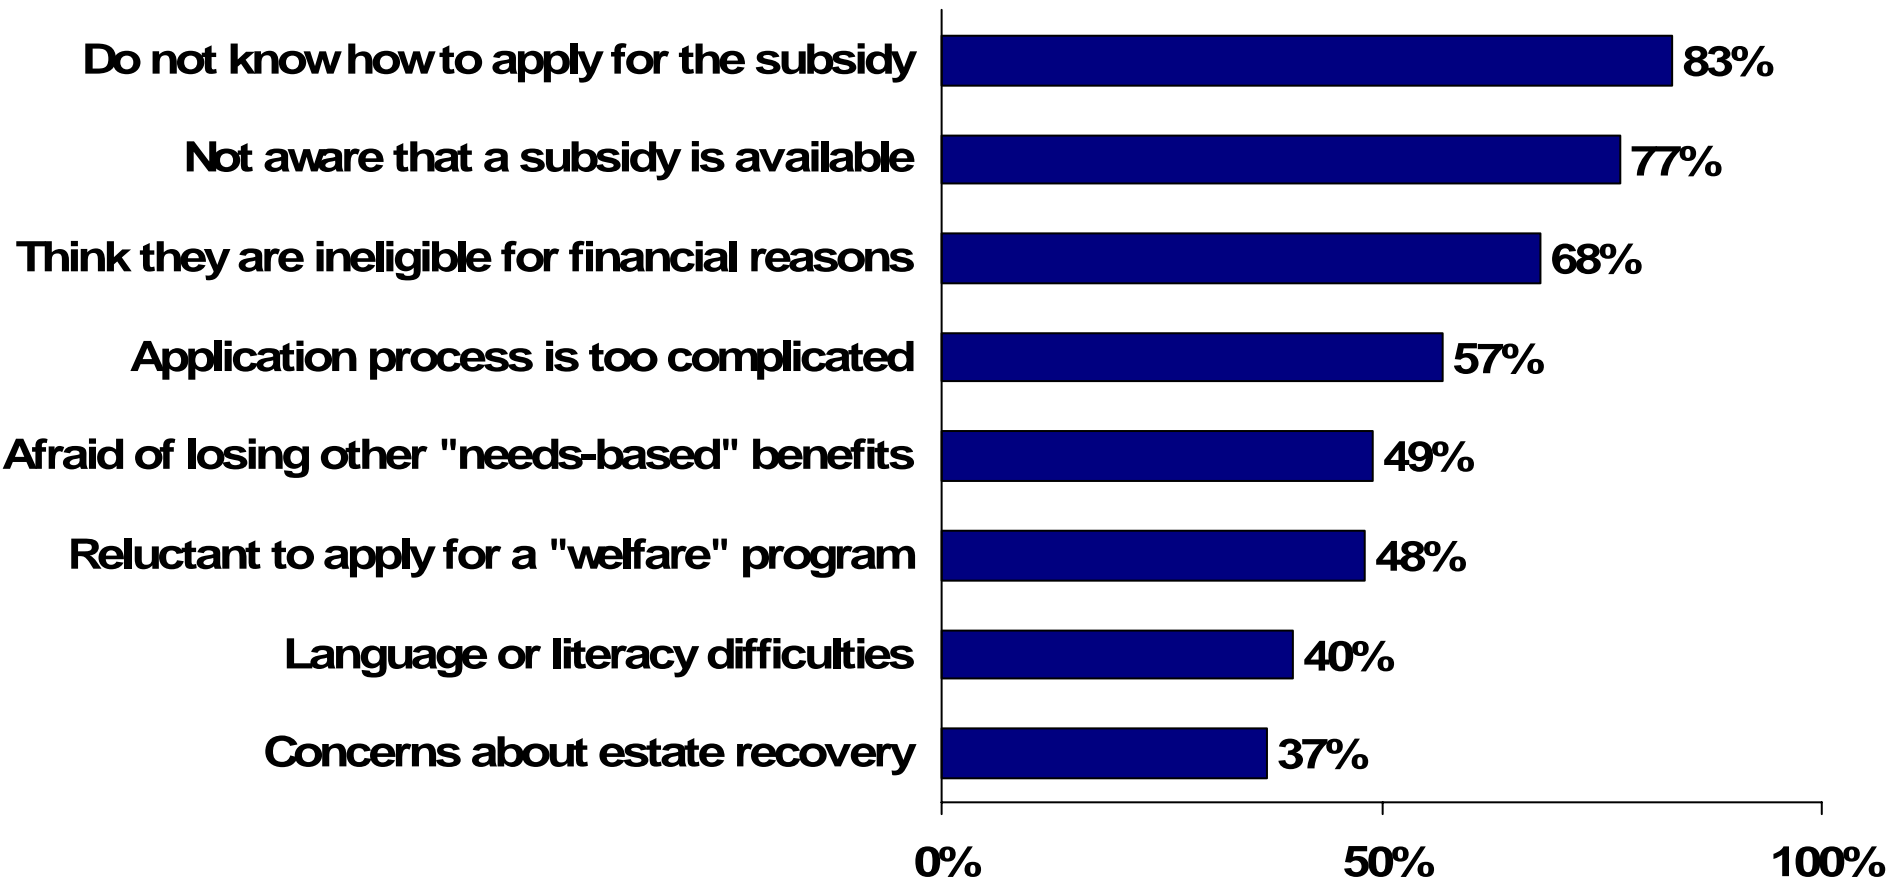 Do not know how to apply for the subsidy 83%
Not aware that a subsidy is available 77%
Think they are ineligible for financial reasons 68%
Application process is too complicated 57%
Afraid of losing other "needs-based" benefits 49%
Reluctant to apply for a "welfare" program 48%
Language or literacy difficulties 40%
Concerns about estate recovery 37%
0% 50% 100%